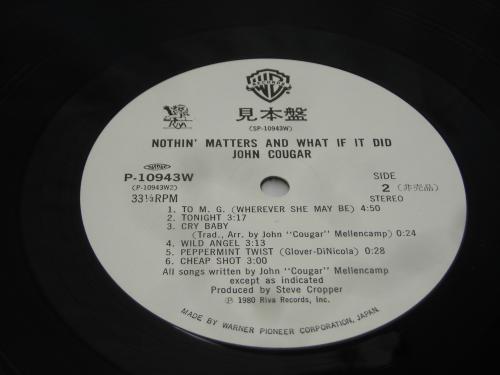 WB
RECORDS
Riva
見本盤
(SP-10943W)
NOTHIN' MATTERS AND WHAT IF IT DID
JOHN COUGAR
P-10943W
(P-10943W2)
33⅓RPM
SIDE
2 (非売品)
STEREO
1. TO M. G. (WHEREVER SHE MAY BE) 4:50
2. TONIGHT 3:17
3. CRY BABY
(Trad., Arr. by John "Cougar" Mellencamp) 0:24
4. WILD ANGEL 3:13
5. PEPPERMINT TWIST (Glover-DiNicola) 0:28
6. CHEAP SHOT 3:00
All songs written by John "Cougar" Mellencamp
except as indicated
Produced by Steve Cropper
Ⓟ 1980 Riva Records, Inc.
MADE BY WARNER PIONEER CORPORATION, JAPAN